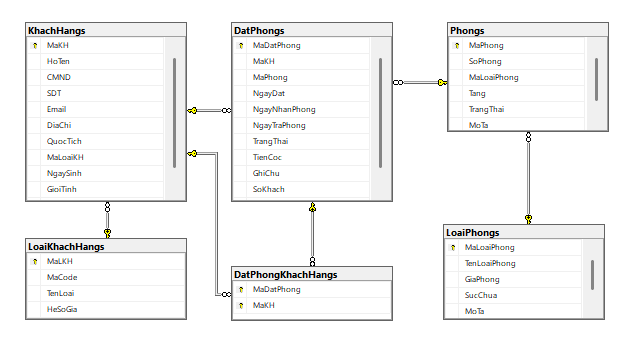 KhachHangs
MaKH
HoTen
CMND
SDT
Email
DiaChi
QuocTich
MaLoaiKH
NgaySinh
GioiTinh
DatPhongs
MaDatPhong
MaKH
MaPhong
NgayDat
NgayNhanPhong
NgayTraPhong
TrangThai
TienCoc
GhiChu
SoKhach
Phongs
MaPhong
SoPhong
MaLoaiPhong
Tang
TrangThai
MoTa
LoaiKhachHangs
MaLKH
MaCode
TenLoai
HeSoGia
DatPhongKhachHangs
MaDatPhong
MaKH
LoaiPhongs
MaLoaiPhong
TenLoaiPhong
GiaPhong
SucChua
MoTa